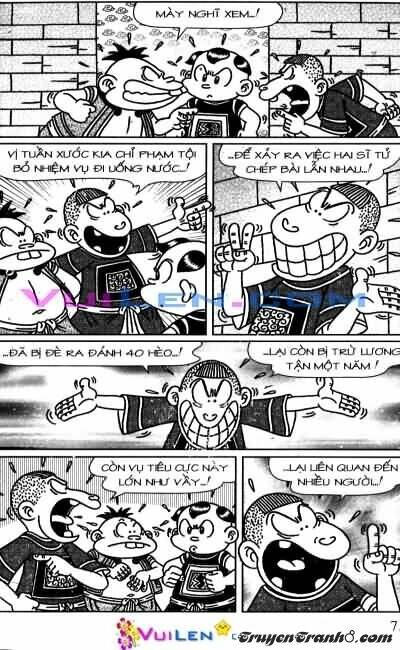 MÀY NGHĨ XEM...!
VỊ TUẦN XƯỚC KIA CHỈ PHẠM TỘI
BỎ NHIỆM VỤ ĐI UỐNG NƯỚC...!
...ĐỂ XẢY RA VIỆC HAI SĨ TỬ
CHÉP BÀI LẪN NHAU...!
VUILEN.COM
...ĐÃ BỊ ĐÈ RA ĐÁNH 40 HÈO...!
...LẠI CÒN BỊ TRỪ LƯƠNG
TẬN MỘT NĂM!
CÒN VỤ TIÊU CỰC NÀY
LỚN NHƯ VẦY...!
...LẠI LIÊN QUAN ĐẾN
NHIỀU NGƯỜI...!
7
VUILEN
TruyenTranh8.com